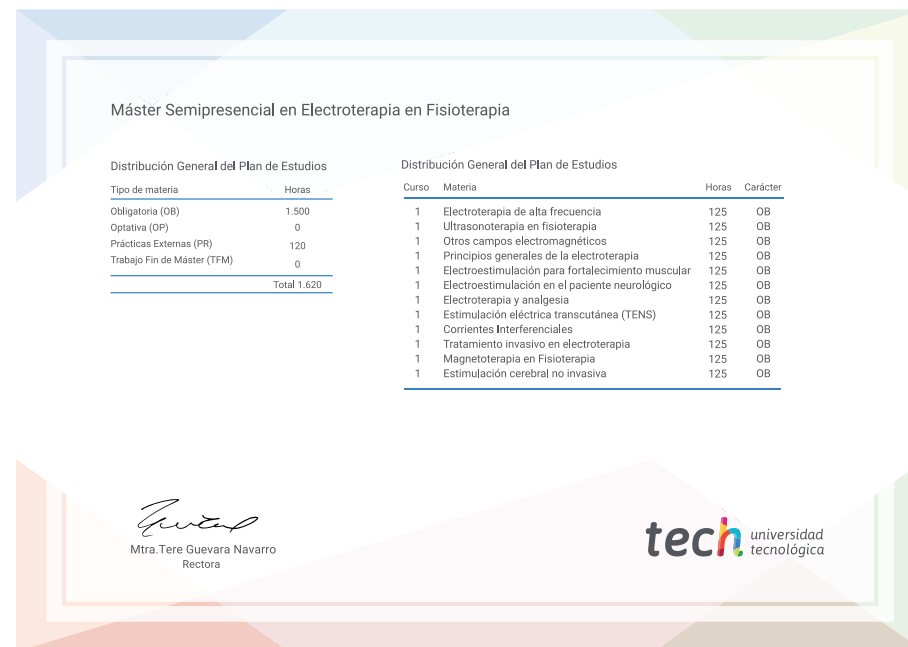 Máster Semipresencial en Electroterapia en Fisioterapia
Distribución General del Plan de Estudios
Tipo de materia Horas
Obligatoria (OB) 1.500
Optativa (OP) 0
Prácticas Externas (PR) 120
Trabajo Fin de Máster (TFM) 0
Total 1.620
Distribución General del Plan de Estudios
Curso Materia Horas Carácter
1 Electroterapia de alta frecuencia 125 OB
1 Ultrasonoterapia en fisioterapia 125 OB
1 Otros campos electromagnéticos 125 OB
1 Principios generales de la electroterapia 125 OB
1 Electroestimulación para fortalecimiento muscular 125 OB
1 Electroestimulación en el paciente neurológico 125 OB
1 Electroterapia y analgesia 125 OB
1 Estimulación eléctrica transcutánea (TENS) 125 OB
1 Corrientes Interferenciales 125 OB
1 Tratamiento invasivo en electroterapia 125 OB
1 Magnetoterapia en Fisioterapia 125 OB
1 Estimulación cerebral no invasiva 125 OB
Mtra.Tere Guevara Navarro
Rectora
tech universidad
tecnológica